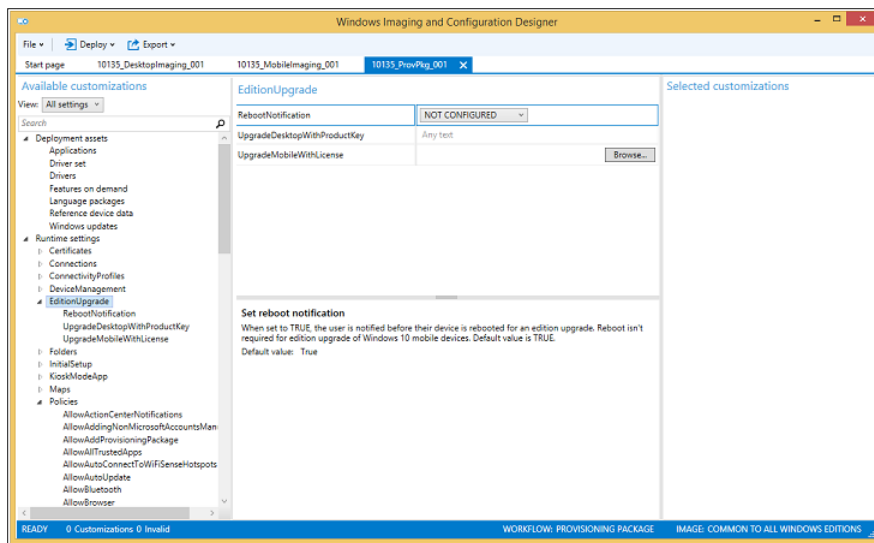 Windows Imaging and Configuration Designer
File Deploy Export
Start page 10135_DesktopImaging_001 10135_MobileImaging_001 10135_ProvPkg_001 X
Available customizations
View: All settings
Search
Deployment assets
Applications
Driver set
Drivers
Features on demand
Language packages
Reference device data
Windows updates
Runtime settings
Certificates
Connections
ConnectivityProfiles
DeviceManagement
EditionUpgrade
RebootNotification
UpgradeDesktopWithProductKey
UpgradeMobileWithLicense
Folders
InitialSetup
KioskModeApp
Maps
Policies
AllowActionCenterNotifications
AllowAddingNonMicrosoftAccountsMan
AllowAddProvisioningPackage
AllowAllTrustedApps
AllowAutoConnectToWiFiSenseHotspots
AllowAutoUpdate
AllowBluetooth
AllowBrowser
EditionUpgrade
RebootNotification NOT CONFIGURED
UpgradeDesktopWithProductKey Any text
UpgradeMobileWithLicense Browse...
Set reboot notification
When set to TRUE, the user is notified before their device is rebooted for an edition upgrade. Reboot isn't
required for edition upgrade of Windows 10 mobile devices. Default value is TRUE.
Default value: True
Selected customizations
READY 0 Customizations 0 Invalid WORKFLOW: PROVISIONING PACKAGE IMAGE: COMMON TO ALL WINDOWS EDITIONS